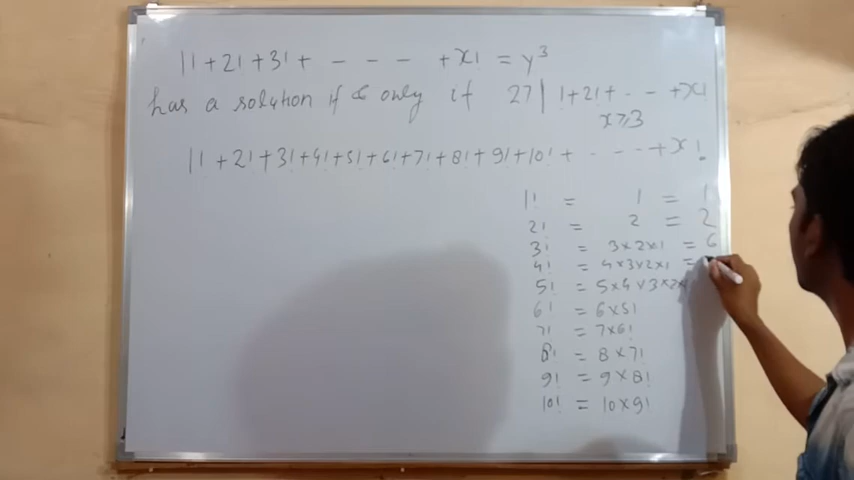 1! + 2! + 3! + - - - - + x! = y³
has a solution if & only if 27 | 1+2!+ - - - +x!
x ≥ 3
1! + 2! + 3! + 4! + 5! + 6! + 7! + 8! + 9! + 10! + - - - - + x!
1! = 1 = 1
2! = 2 = 2
3! = 3×2×1 = 6
4! = 4×3×2×1 =
5! = 5×4×3×2×
6! = 6×5!
7! = 7×6!
8! = 8×7!
9! = 9×8!
10! = 10×9!